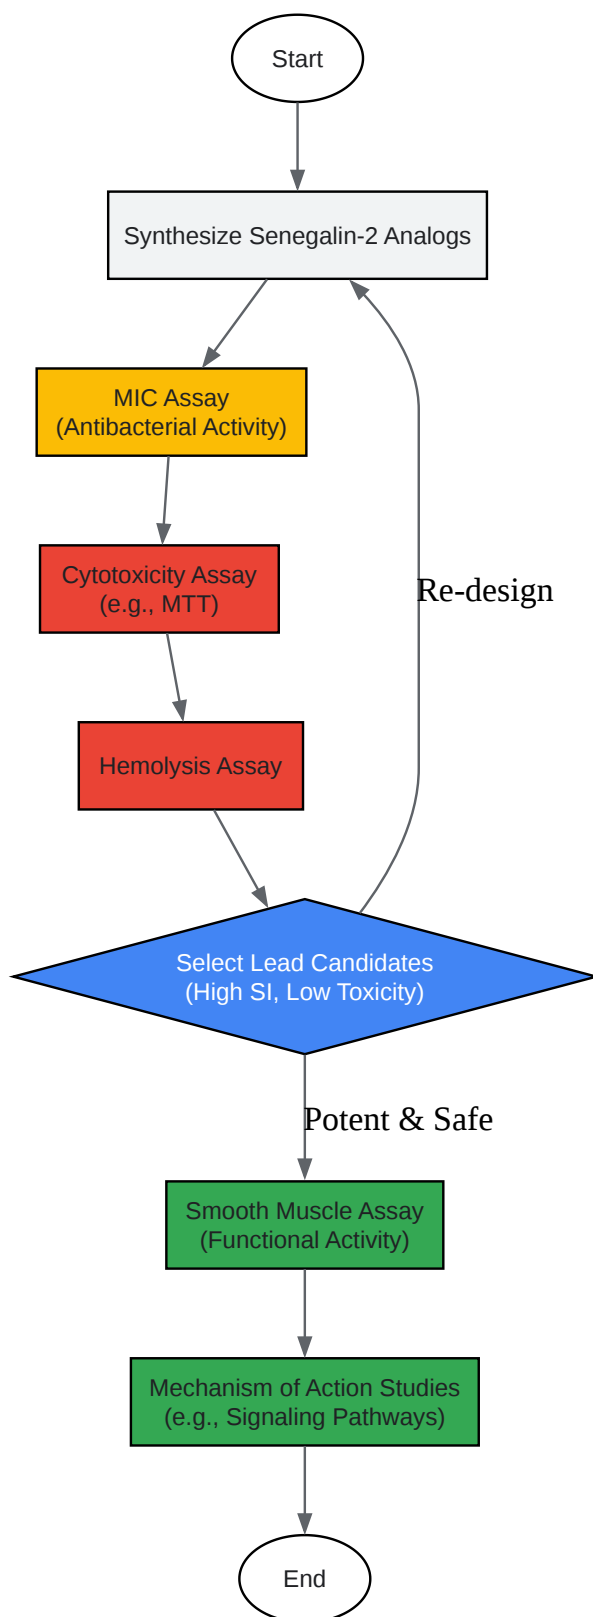 Start
Synthesize Senegalin-2 Analogs
MIC Assay
(Antibacterial Activity)
Cytotoxicity Assay
(e.g., MTT)
Re-design
Hemolysis Assay
Select Lead Candidates
(High SI, Low Toxicity)
Potent & Safe
Smooth Muscle Assay
(Functional Activity)
Mechanism of Action Studies
(e.g., Signaling Pathways)
End